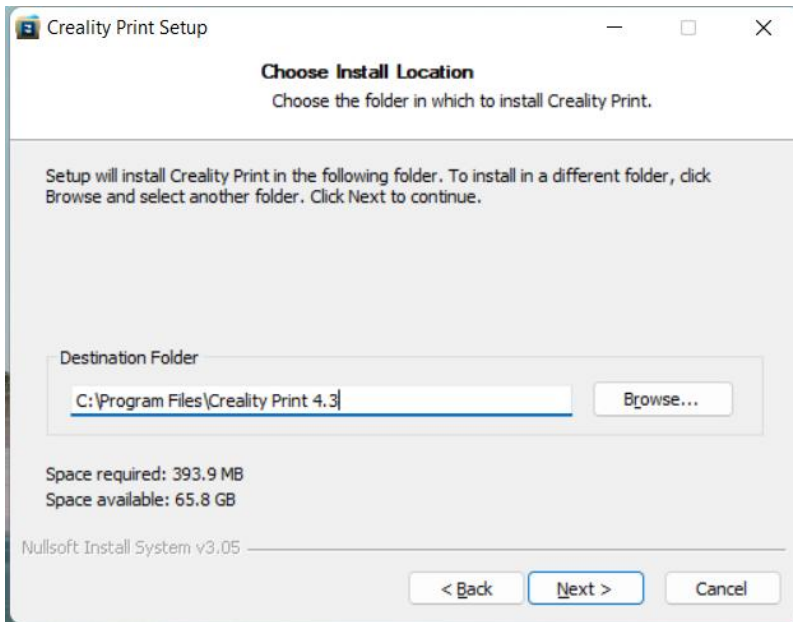 Creality Print Setup
Choose Install Location
Choose the folder in which to install Creality Print.
Setup will install Creality Print in the following folder. To install in a different folder, click
Browse and select another folder. Click Next to continue.
Destination Folder
C:\Program Files\Creality Print 4.3
Browse...
Space required: 393.9 MB
Space available: 65.8 GB
Nullsoft Install System v3.05
< Back
Next >
Cancel